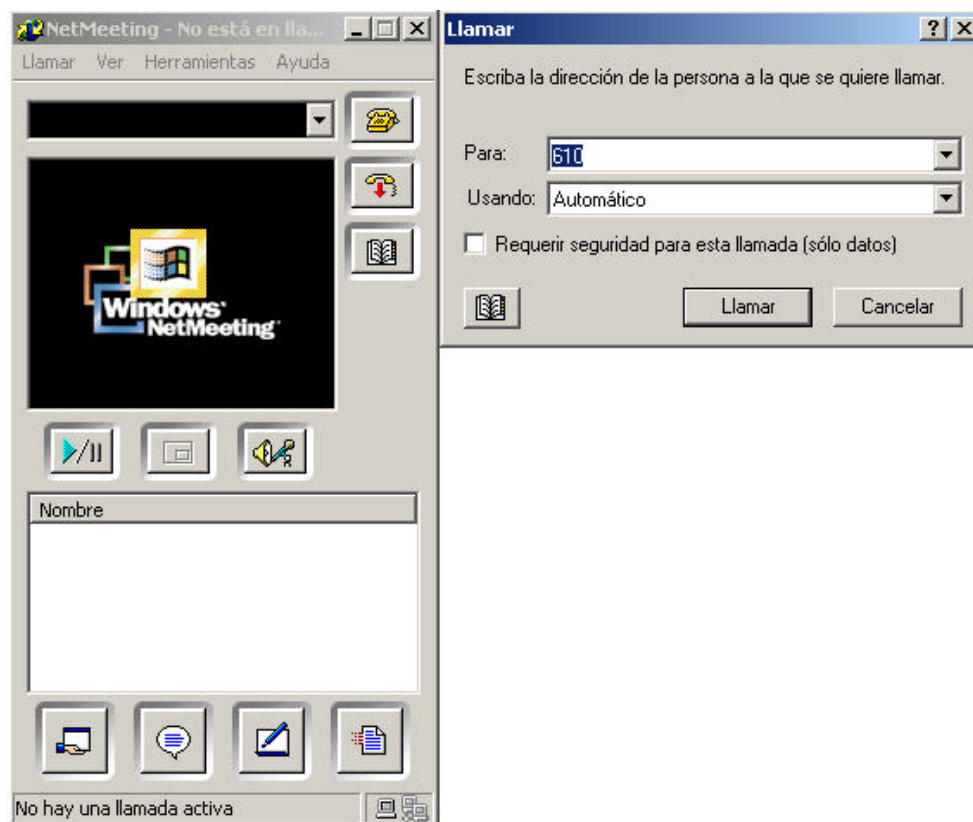 NetMeeting - No está en lla...
Llamar Ver Herramientas Ayuda
Windows
NetMeeting
Nombre
No hay una llamada activa
Llamar
Escriba la dirección de la persona a la que se quiere llamar.
Para: 610
Usando: Automático
Requerir seguridad para esta llamada (sólo datos)
Llamar Cancelar